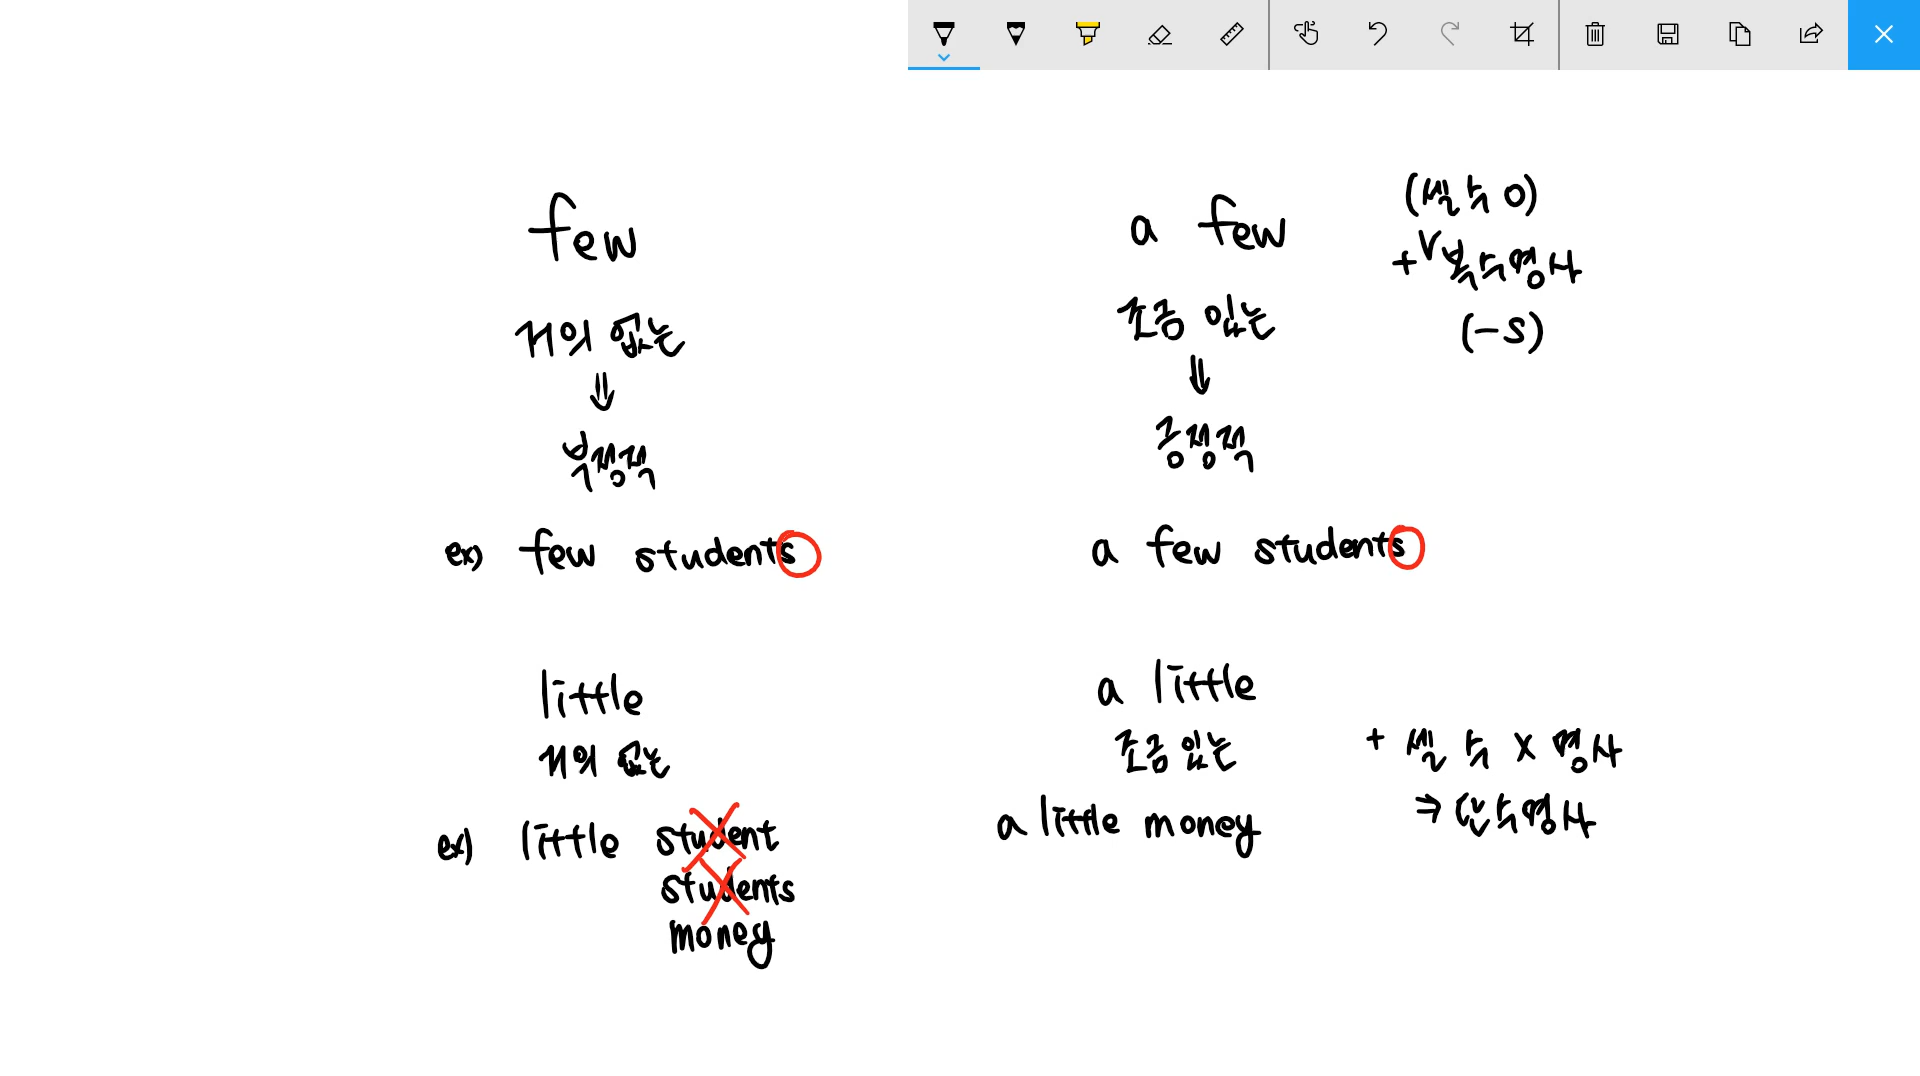 few
거의 없는
⇓
부정적
ex) few students
a few
조금 있는
⇓
긍정적
a few students
(셀 수 O)
+ 복수명사
(-s)
little
거의 없는
ex) little student
students
money
a little
조금 있는
a little money
+ 셀 수 X 명사
⇒ 단수명사